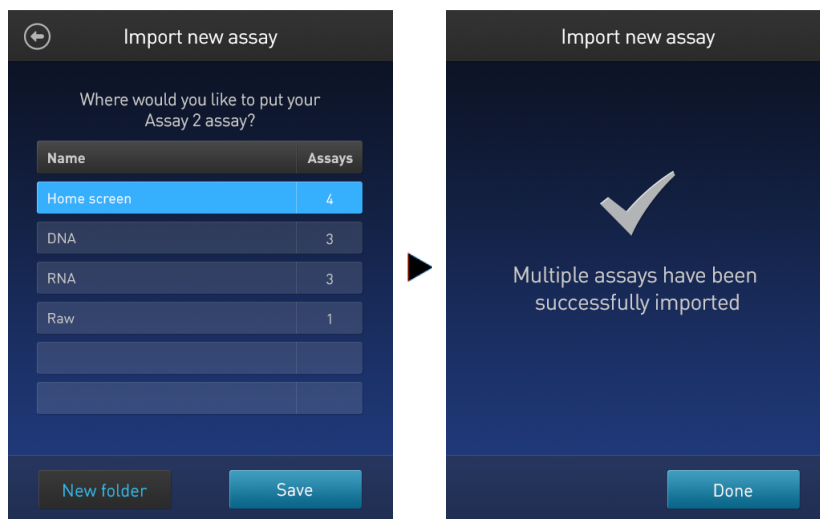 Import new assay
Where would you like to put your
Assay 2 assay?
Name Assays
Home screen 4
DNA 3
RNA 3
Raw 1
New folder Save
Import new assay
Multiple assays have been
successfully imported
Done